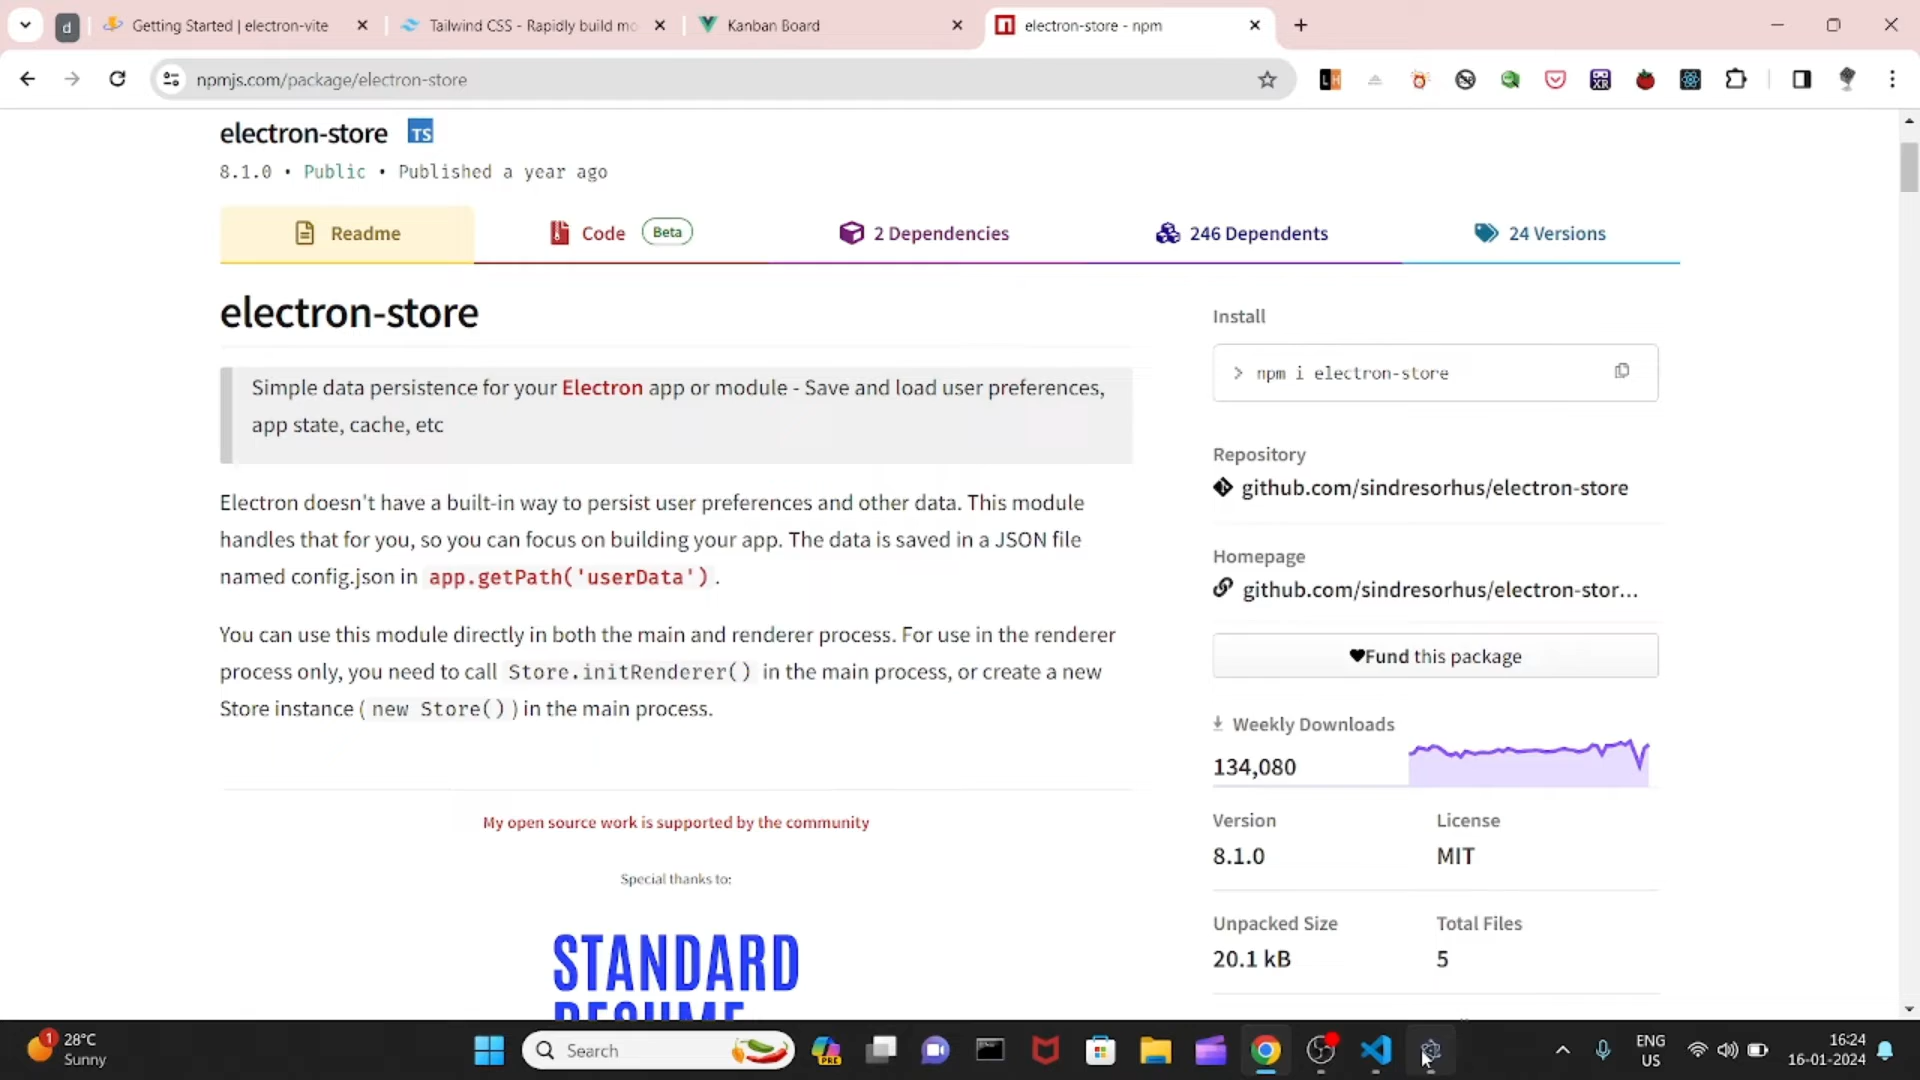 d
Getting Started | electron-vite
Tailwind CSS - Rapidly build mo
Kanban Board
electron-store - npm
npmjs.com/package/electron-store
electron-store TS
8.1.0 • Public • Published a year ago
Readme
Code Beta
2 Dependencies
246 Dependents
24 Versions
electron-store
Simple data persistence for your Electron app or module - Save and load user preferences,
app state, cache, etc
Electron doesn't have a built-in way to persist user preferences and other data. This module
handles that for you, so you can focus on building your app. The data is saved in a JSON file
named config.json in app.getPath('userData') .
You can use this module directly in both the main and renderer process. For use in the renderer
process only, you need to call Store.initRenderer() in the main process, or create a new
Store instance ( new Store() ) in the main process.
My open source work is supported by the community
Special thanks to:
STANDARD
RESUME
Install
> npm i electron-store
Repository
github.com/sindresorhus/electron-store
Homepage
github.com/sindresorhus/electron-stor...
Fund this package
Weekly Downloads
134,080
Version
8.1.0
License
MIT
Unpacked Size
20.1 kB
Total Files
5
1
28°C
Sunny
Search
PRE
ENG
US
16:24
16-01-2024